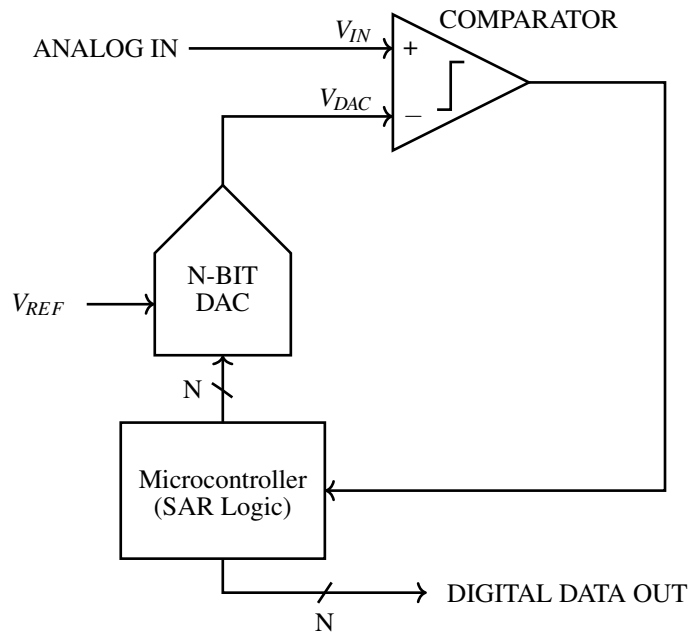 COMPARATOR
ANALOG IN
V_IN
+
V_DAC
−
N-BIT
DAC
V_REF
N
Microcontroller
(SAR Logic)
DIGITAL DATA OUT
N